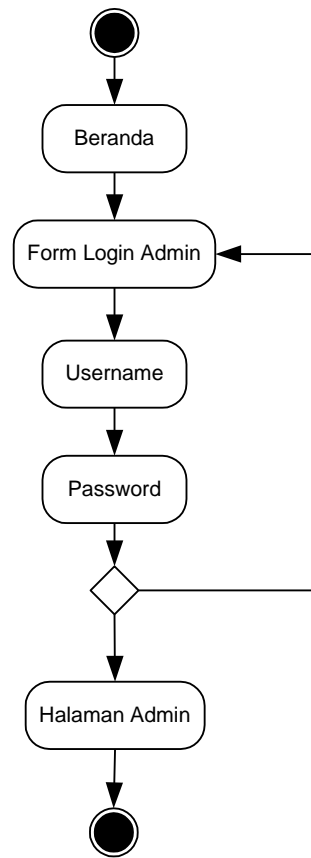 Beranda
Form Login Admin
Username
Password
Halaman Admin